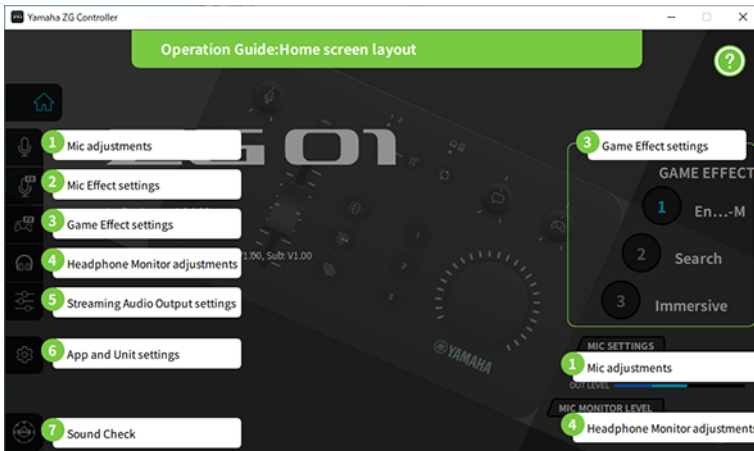 Yamaha ZG Controller
Operation Guide:Home screen layout
?
ZG01
1 Mic adjustments
3 Game Effect settings
GAME EFFECT
2 Mic Effect settings
1 En...-M
3 Game Effect settings
4 Headphone Monitor adjustments
V1.00, Sub: V1.00
2 Search
5 Streaming Audio Output settings
3 Immersive
6 App and Unit settings
YAMAHA
MIC SETTINGS
1 Mic adjustments
OUT LEVEL
MIC MONITOR LEVEL
7 Sound Check
4 Headphone Monitor adjustments